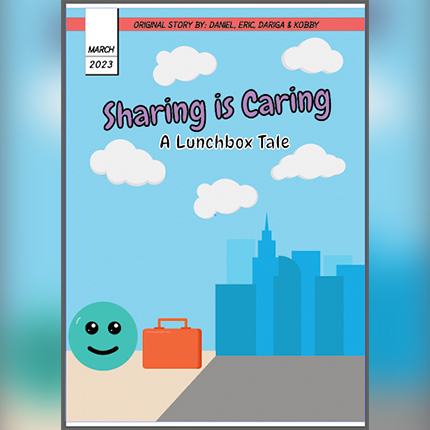 ORIGINAL STORY BY: DANIEL, ERIC, DARIGA & KOBBY
MARCH
2023
Sharing is Caring
A Lunchbox Tale